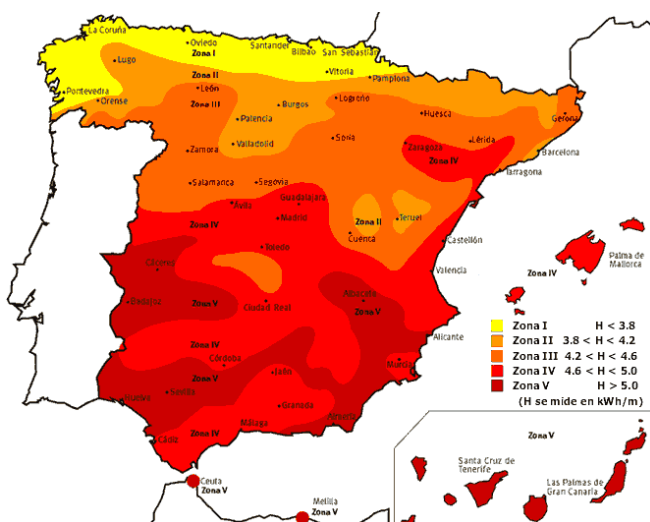 La Coruña
Oviedo
Santander
San Sebastián
Bilbao
Zona I
Lugo
Zona II
Vitoria
Pamplona
Pontevedra
León
Orense
Zona III
Burgos
Logroño
Huesca
Gerona
Palencia
Valladolid
Soria
Zaragoza
Lérida
Zamora
Zona IV
Barcelona
Tarragona
Salamanca
Segovia
Ávila
Guadalajara
Zona IV
Madrid
Zona II
Teruel
Cuenca
Toledo
Castellón
Palma de
Mallorca
Cáceres
Valencia
Zona IV
Badajoz
Zona V
Ciudad Real
Albacete
Zona V
Zona IV
Alicante
Córdoba
Murcia
Zona V
Jaén
Huelva
Sevilla
Granada
Málaga
Almería
Cádiz
Zona IV
Zona I H < 3.8
Zona II 3.8 < H < 4.2
Zona III 4.2 < H < 4.6
Zona IV 4.6 < H < 5.0
Zona V H > 5.0
(H se mide en kWh/m)
Zona V
Santa Cruz de
Tenerife
Las Palmas de
Gran Canaria
Ceuta
Zona V
Melilla
Zona V